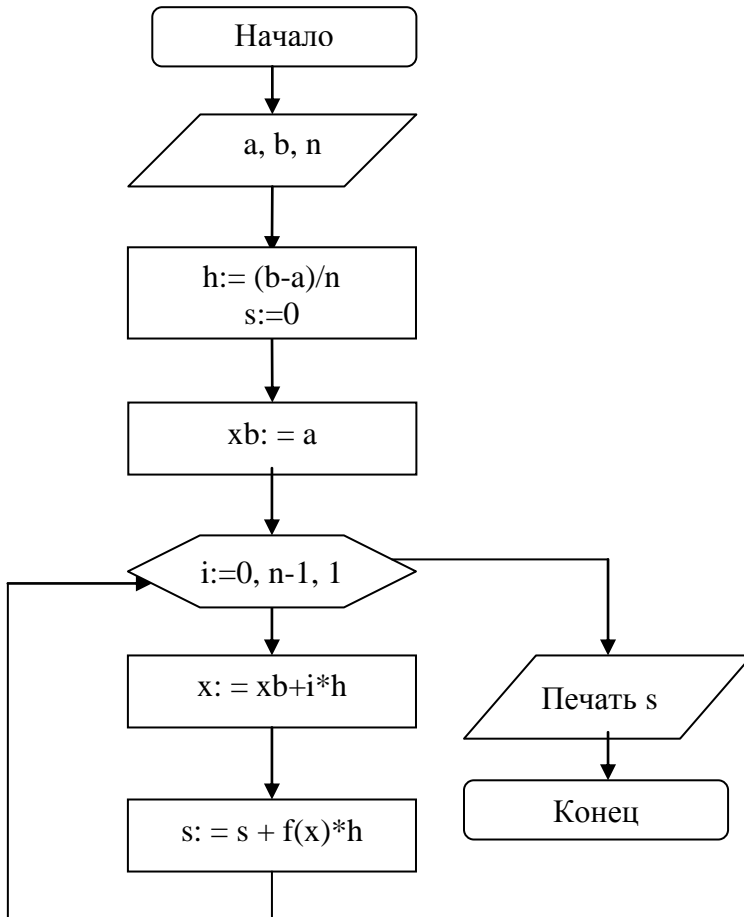 Начало
a, b, n
h:= (b-a)/n
s:=0
xb: = a
i:=0, n-1, 1
x: = xb+i*h
s: = s + f(x)*h
Печать s
Конец